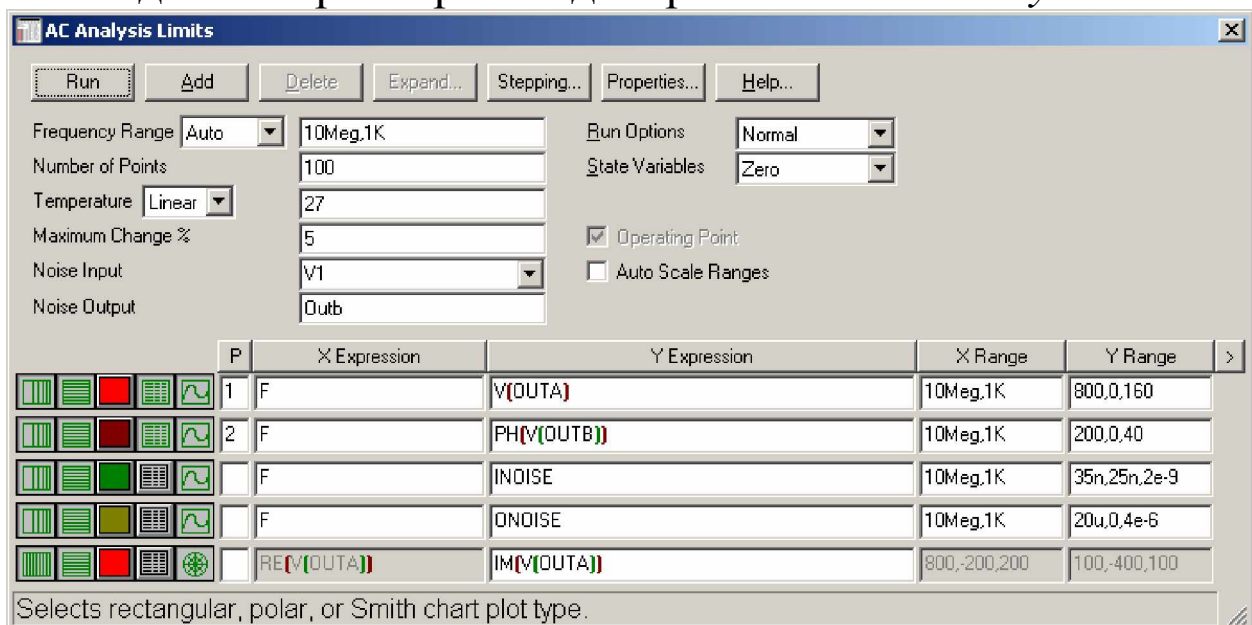 AC Analysis Limits
Run Add Delete Expand... Stepping... Properties... Help...
Frequency Range Auto 10Meg,1K Run Options Normal
Number of Points 100 State Variables Zero
Temperature Linear 27
Maximum Change % 5 Operating Point
Noise Input V1 Auto Scale Ranges
Noise Output Outb
P X Expression Y Expression X Range Y Range >
1 F V(OUTA) 10Meg,1K 800,0,160
2 F PH(V(OUTB)) 10Meg,1K 200,0,40
F INOISE 10Meg,1K 35n,25n,2e-9
F ONOISE 10Meg,1K 20u,0,4e-6
RE(V(OUTA)) IM(V(OUTA)) 800,-200,200 100,-400,100
Selects rectangular, polar, or Smith chart plot type.